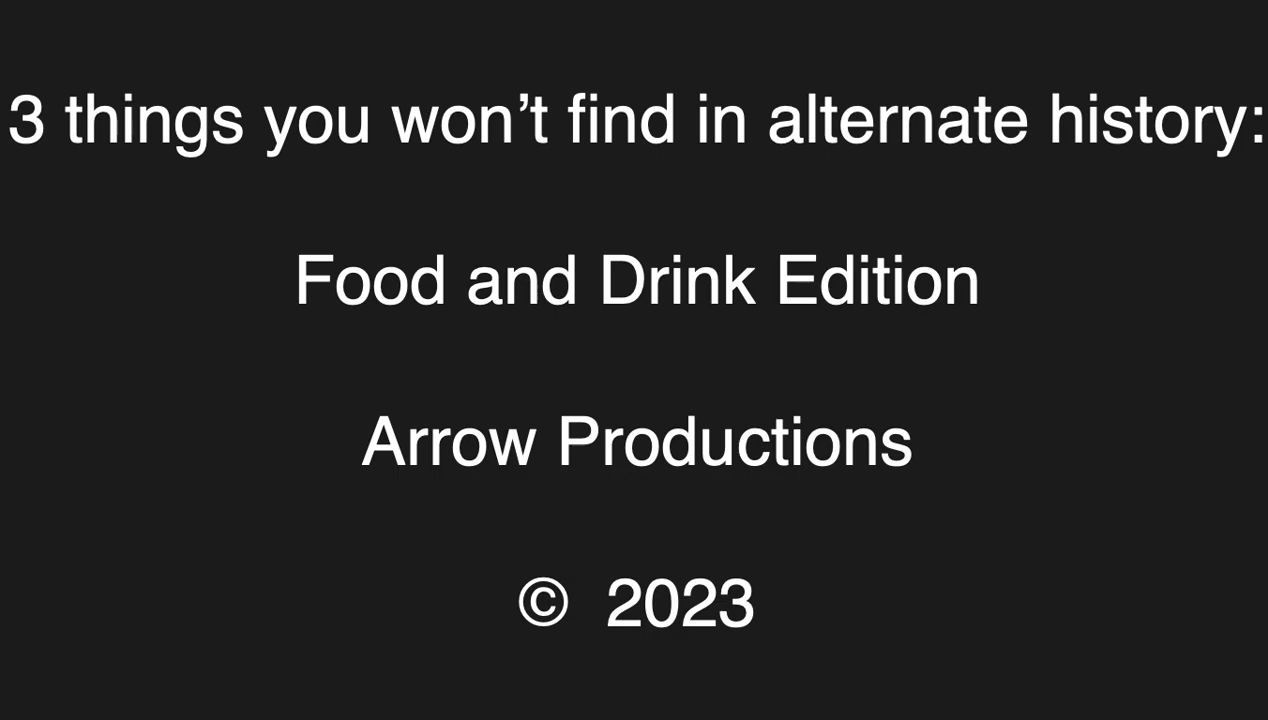 3 things you won’t find in alternate history:
Food and Drink Edition
Arrow Productions
© 2023